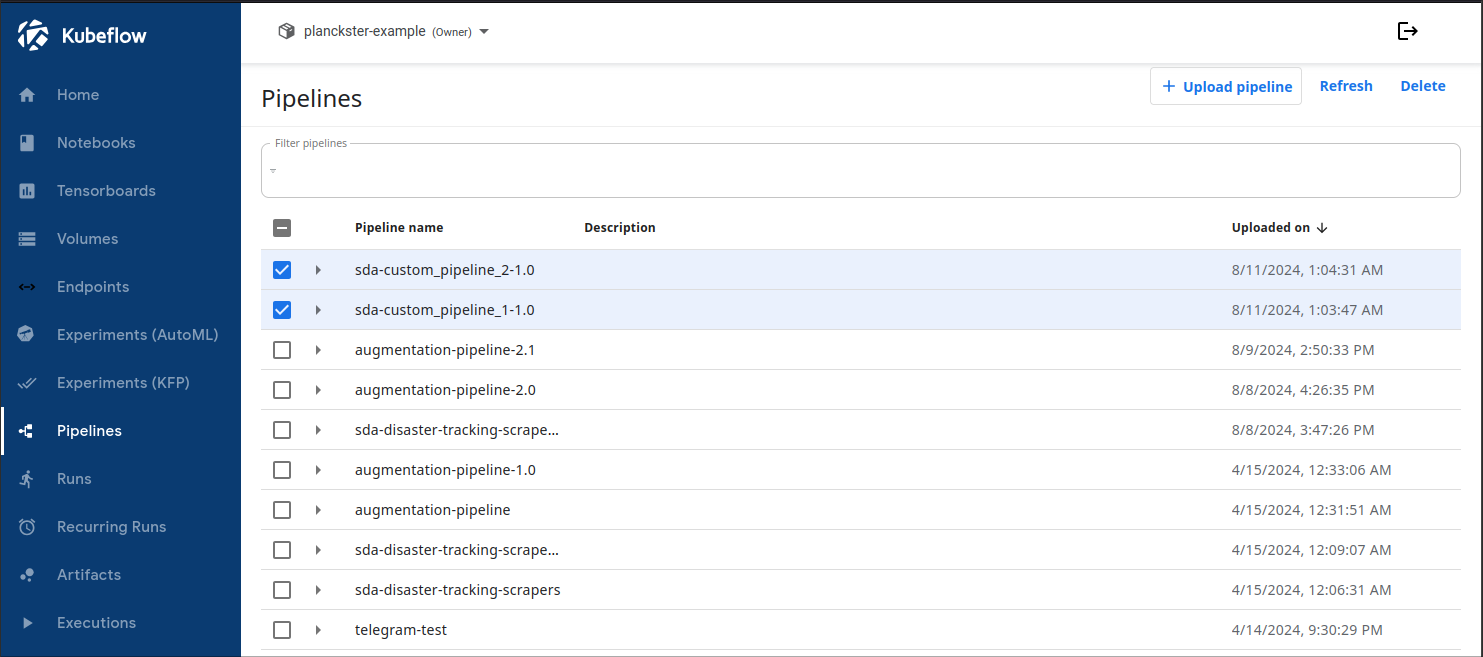 Kubeflow
Home
Notebooks
Tensorboards
Volumes
Endpoints
Experiments (AutoML)
Experiments (KFP)
Pipelines
Runs
Recurring Runs
Artifacts
Executions
planckster-example (Owner)
Pipelines
+ Upload pipeline Refresh Delete
Filter pipelines
Pipeline name Description Uploaded on ↓
sda-custom_pipeline_2-1.0 8/11/2024, 1:04:31 AM
sda-custom_pipeline_1-1.0 8/11/2024, 1:03:47 AM
augmentation-pipeline-2.1 8/9/2024, 2:50:33 PM
augmentation-pipeline-2.0 8/8/2024, 4:26:35 PM
sda-disaster-tracking-scrape... 8/8/2024, 3:47:26 PM
augmentation-pipeline-1.0 4/15/2024, 12:33:06 AM
augmentation-pipeline 4/15/2024, 12:31:51 AM
sda-disaster-tracking-scrape... 4/15/2024, 12:09:07 AM
sda-disaster-tracking-scrapers 4/15/2024, 12:06:31 AM
telegram-test 4/14/2024, 9:30:29 PM